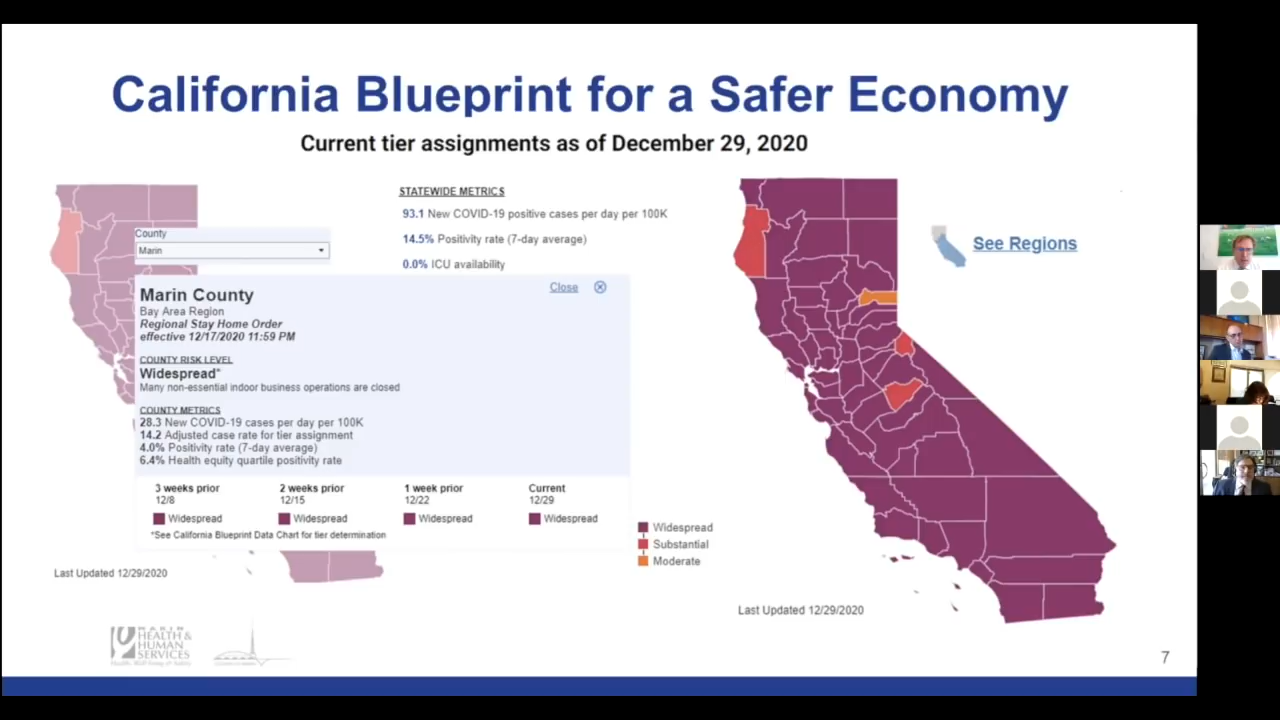 California Blueprint for a Safer Economy
Current tier assignments as of December 29, 2020
STATEWIDE METRICS
93.1 New COVID-19 positive cases per day per 100K
14.5% Positivity rate (7-day average)
0.0% ICU availability
County
Marin
Marin County
Close
Bay Area Region
Regional Stay Home Order
effective 12/17/2020 11:59 PM
COUNTY RISK LEVEL
Widespread*
Many non-essential indoor business operations are closed
COUNTY METRICS
28.3 New COVID-19 cases per day per 100K
14.2 Adjusted case rate for tier assignment
4.0% Positivity rate (7-day average)
6.4% Health equity quartile positivity rate
3 weeks prior 2 weeks prior 1 week prior Current
12/8 12/15 12/22 12/29
Widespread Widespread Widespread Widespread
*See California Blueprint Data Chart for tier determination
Last Updated 12/29/2020
See Regions
Widespread
Substantial
Moderate
Last Updated 12/29/2020
MARIN
HEALTH &
HUMAN
SERVICES
7